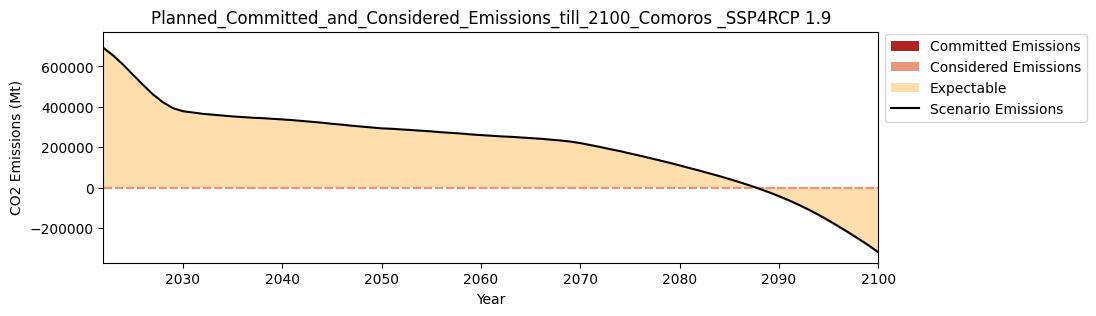 Planned_Committed_and_Considered_Emissions_till_2100_Comoros _SSP4RCP 1.9
Committed Emissions
Considered Emissions
Expectable
Scenario Emissions
CO2 Emissions (Mt)
600000
400000
200000
0
−200000
2030 2040 2050 2060 2070 2080 2090 2100
Year